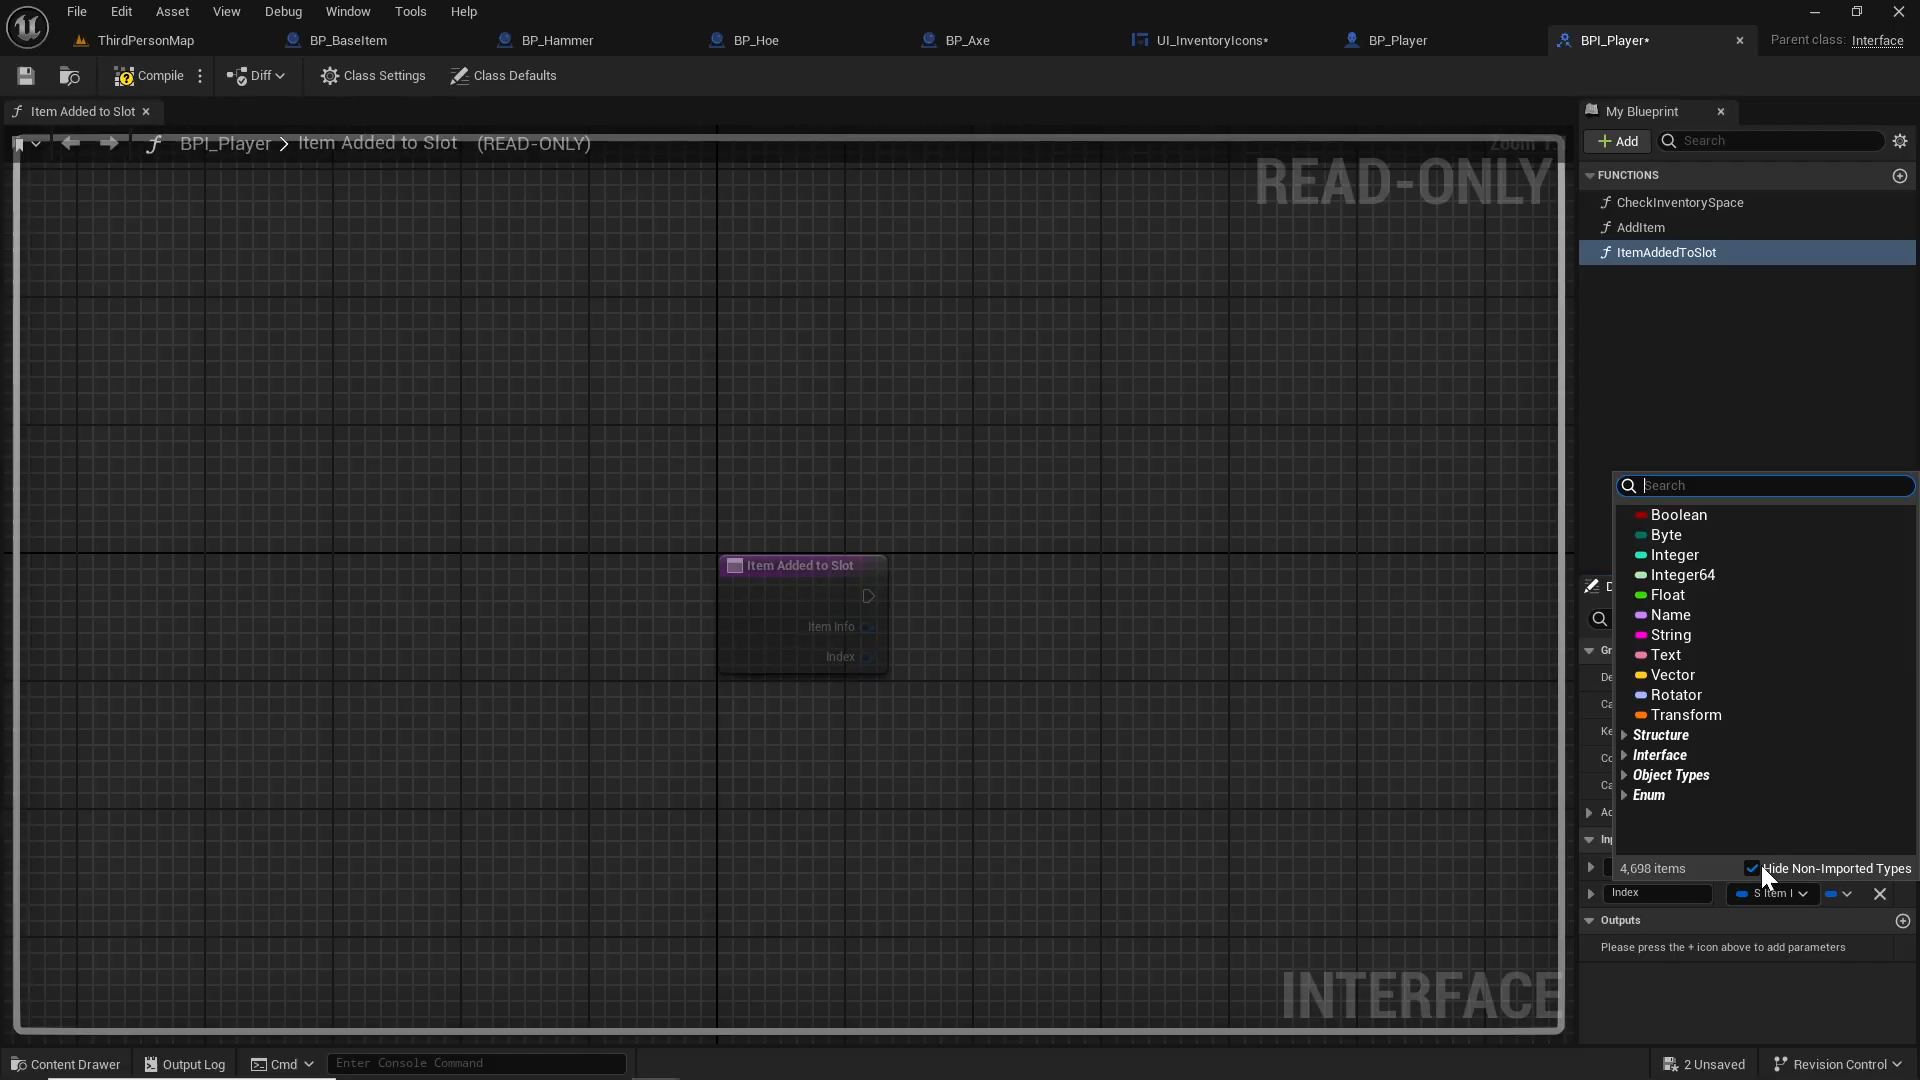 File Edit Asset View Debug Window Tools Help
ThirdPersonMap BP_BaseItem BP_Hammer BP_Hoe BP_Axe UI_InventoryIcons* BP_Player BPI_Player* Parent class: Interface
Compile Diff Class Settings Class Defaults
Item Added to Slot My Blueprint
BPI_Player > Item Added to Slot (READ-ONLY) Add Search
READ-ONLY
FUNCTIONS
CheckInventorySpace
AddItem
ItemAddedToSlot
Search
Boolean
Byte
Integer
Integer64
Float
Name
String
Text
Vector
Rotator
Transform
Structure
Interface
Object Types
Enum
4,698 items Hide Non-Imported Types
Item Added to Slot
Item Info
Index
Index S Item I
Outputs
Please press the + icon above to add parameters
INTERFACE
Content Drawer Output Log Cmd Enter Console Command 2 Unsaved Revision Control